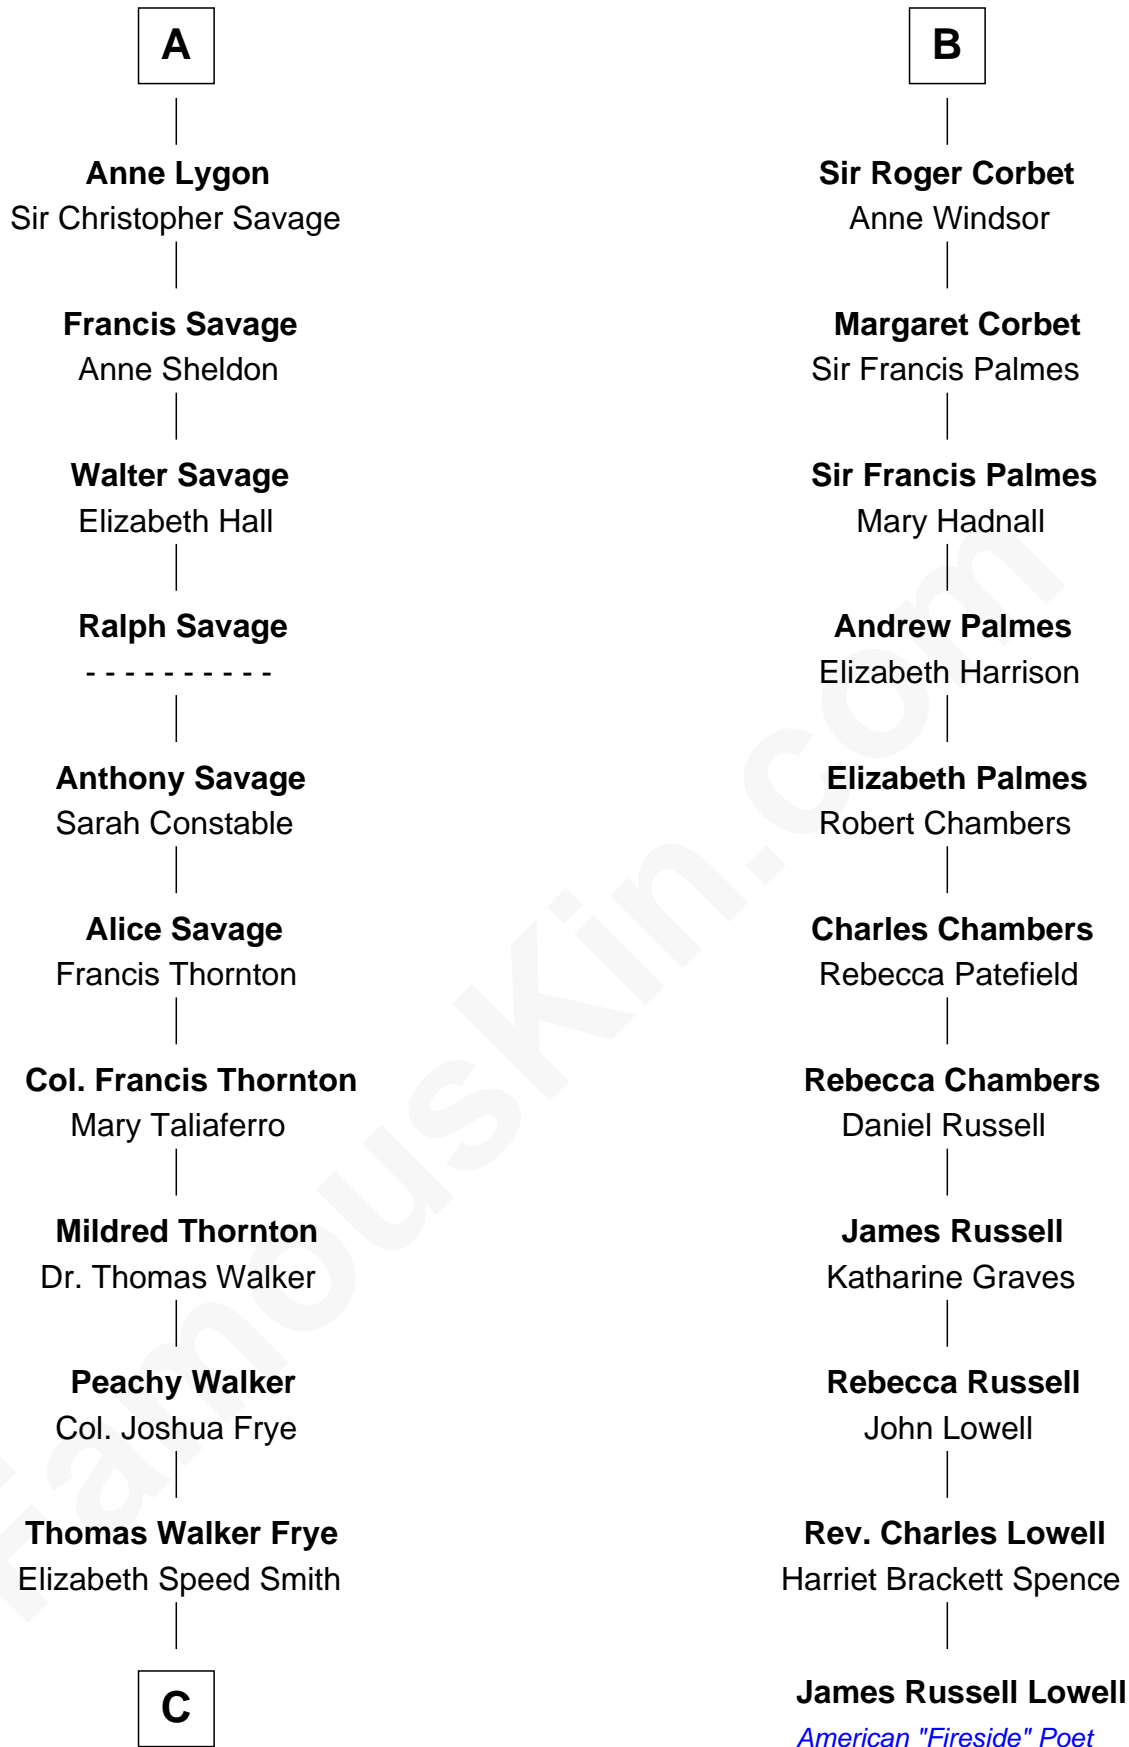 A
Anne Lygon
Sir Christopher Savage
Francis Savage
Anne Sheldon
Walter Savage
Elizabeth Hall
Ralph Savage
- - - - - - - - - -
Anthony Savage
Sarah Constable
Alice Savage
Francis Thornton
Col. Francis Thornton
Mary Taliaferro
Mildred Thornton
Dr. Thomas Walker
Peachy Walker
Col. Joshua Frye
Thomas Walker Frye
Elizabeth Speed Smith
C
B
Sir Roger Corbet
Anne Windsor
Margaret Corbet
Sir Francis Palmes
Sir Francis Palmes
Mary Hadnall
Andrew Palmes
Elizabeth Harrison
Elizabeth Palmes
Robert Chambers
Charles Chambers
Rebecca Patefield
Rebecca Chambers
Daniel Russell
James Russell
Katharine Graves
Rebecca Russell
John Lowell
Rev. Charles Lowell
Harriet Brackett Spence
James Russell Lowell
American "Fireside" Poet
FamousKin.com